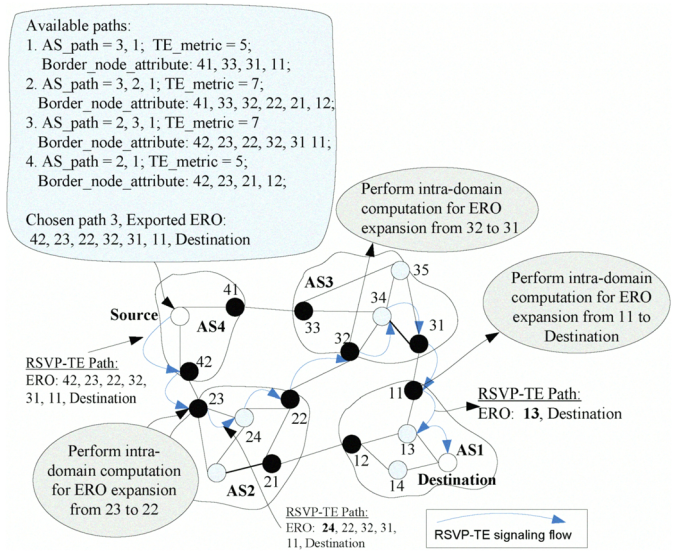 Available paths:
1. AS_path = 3, 1; TE_metric = 5;
Border_node_attribute: 41, 33, 31, 11;
2. AS_path = 3, 2, 1; TE_metric = 7;
Border_node_attribute: 41, 33, 32, 22, 21, 12;
3. AS_path = 2, 3, 1; TE_metric = 7
Border_node_attribute: 42, 23, 22, 32, 31 11;
4. AS_path = 2, 1; TE_metric = 5;
Border_node_attribute: 42, 23, 21, 12;
Chosen path 3, Exported ERO:
42, 23, 22, 32, 31, 11, Destination
Perform intra-domain
computation for ERO
expansion from 32 to 31
Perform intra-domain
computation for ERO
expansion from 11 to
Destination
41
Source
AS4
42
AS3
35
34
33
32
31
RSVP-TE Path:
ERO: 42, 23, 22, 32,
31, 11, Destination
23
24
22
21
AS2
11
RSVP-TE Path:
ERO: 13, Destination
12
13
14
AS1
Destination
Perform intra-
domain computation
for ERO expansion
from 23 to 22
RSVP-TE Path:
ERO: 24, 22, 32, 31,
11, Destination
RSVP-TE signaling flow